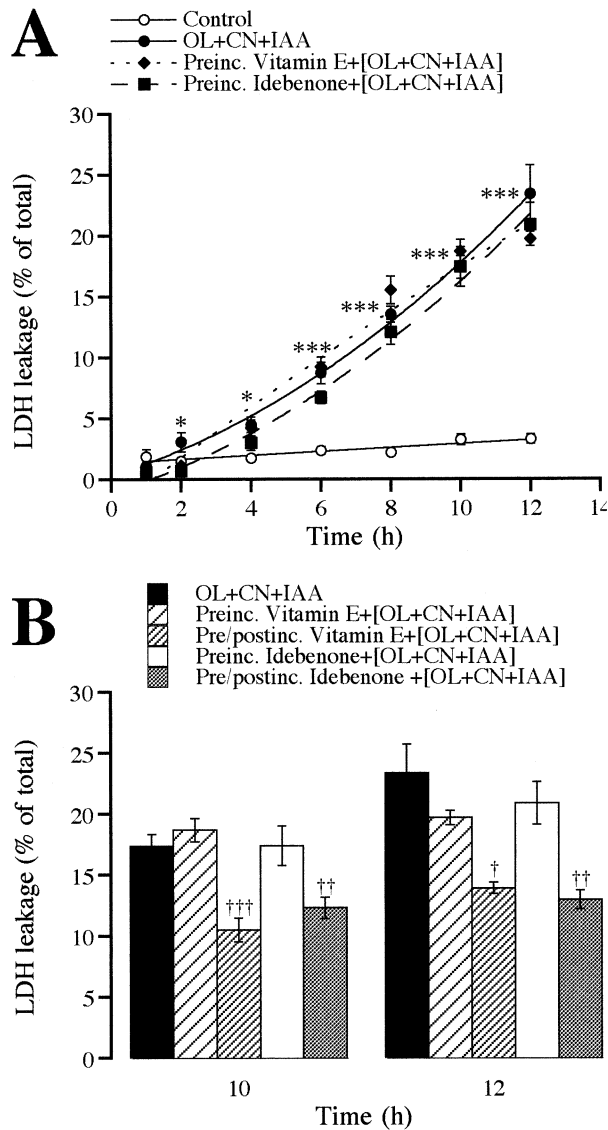 A
Control
OL+CN+IAA
Preinc. Vitamin E+[OL+CN+IAA]
Preinc. Idebenone+[OL+CN+IAA]
30
25
20
15
10
5
0
LDH leakage (% of total)
*
*
***
***
***
***
0 2 4 6 8 10 12 14
Time (h)
B
OL+CN+IAA
Preinc. Vitamin E+[OL+CN+IAA]
Pre/postinc. Vitamin E+[OL+CN+IAA]
Preinc. Idebenone+[OL+CN+IAA]
Pre/postinc. Idebenone +[OL+CN+IAA]
30
25
20
15
10
5
0
LDH leakage (% of total)
†††
††
†
††
10 12
Time (h)